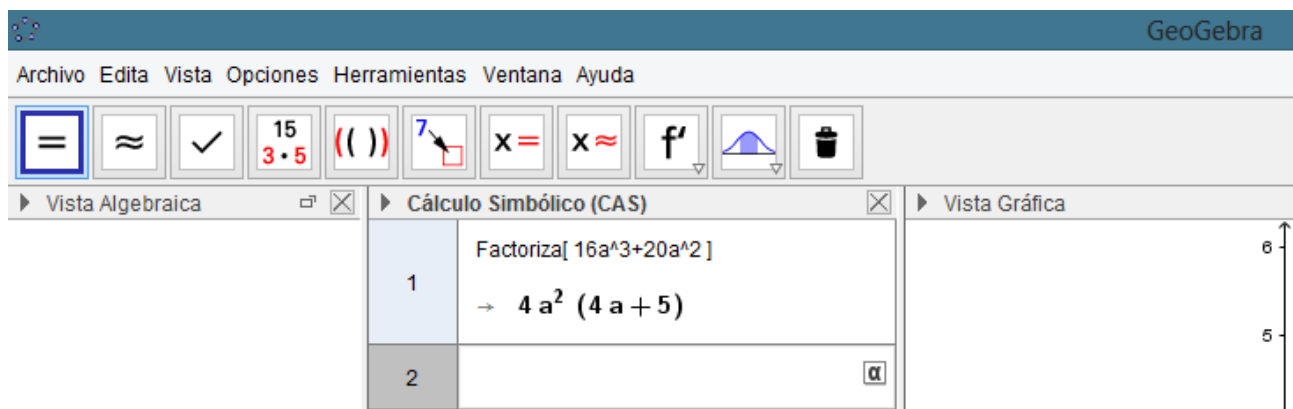 GeoGebra
Archivo Edita Vista Opciones Herramientas Ventana Ayuda
= ≈ ✓ 15 3·5 (( )) 7 x= x≈ f′
Vista Algebraica
Cálculo Simbólico (CAS)
Vista Gráfica
1
Factoriza[ 16a^3+20a^2 ]
→ 4 a² (4 a + 5)
2
α
6
5